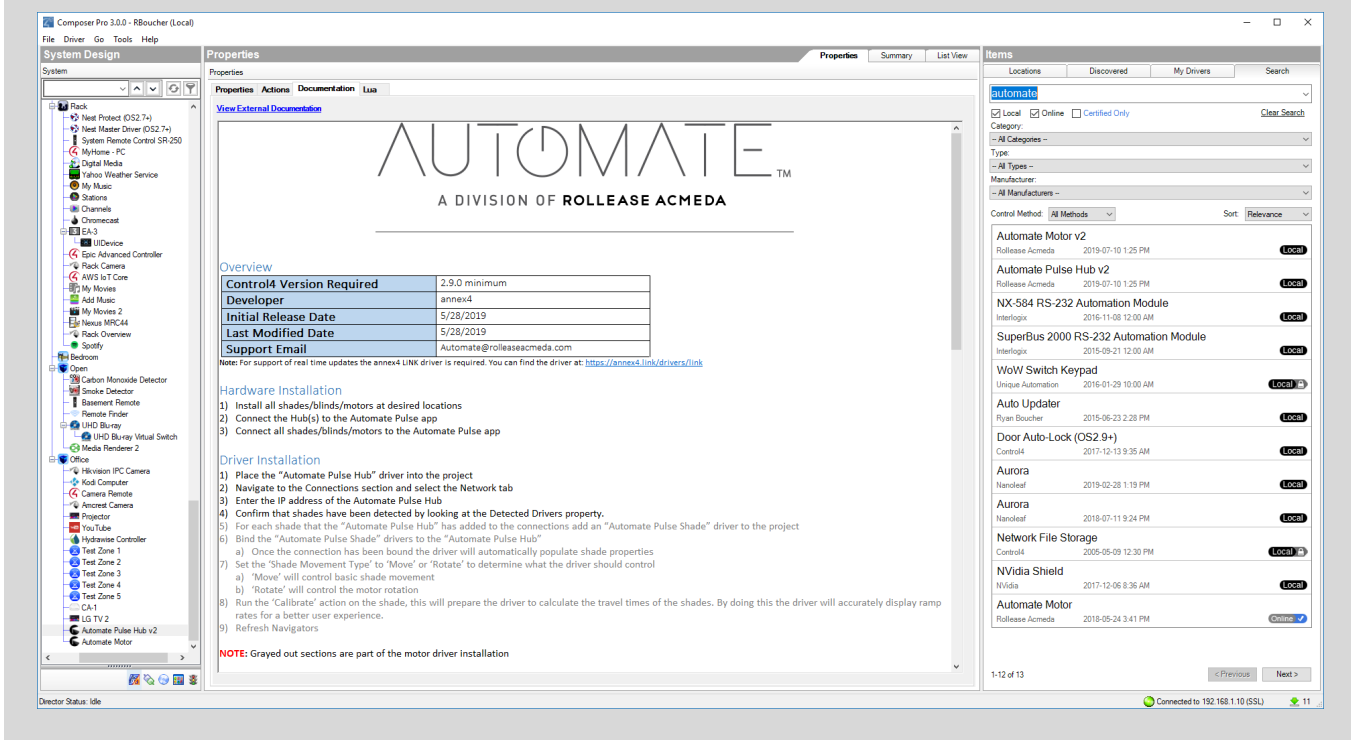 Composer Pro 3.0.0 - RBoucher (Local)
File Driver Go Tools Help
System Design
System
Rack
Nest Protect (OS2.7+)
Nest Master Driver (OS2.7+)
System Remote Control SR-250
MyHome - PC
Digital Media
Yahoo Weather Service
My Music
Stations
Channels
Chromecast
EA-3
UIDevice
Epic Advanced Controller
Rack Camera
AWS IoT Core
My Movies
Add Music
My Movies 2
Nexus MRC44
Rack Overview
Spotify
Bedroom
Open
Carbon Monoxide Detector
Smoke Detector
Basement Remote
Remote Finder
UHD Blu-ray
UHD Blu-ray Virtual Switch
Media Renderer 2
Office
Hikvision IPC Camera
Kodi Computer
Camera Remote
Amcrest Camera
Projector
YouTube
Hydrawise Controller
Test Zone 1
Test Zone 2
Test Zone 3
Test Zone 4
Test Zone 5
CA-1
LG TV 2
Automate Pulse Hub v2
Automate Motor
Director Status: Idle
Properties
Properties Summary List View
Properties
Properties Actions Documentation Lua
View External Documentation
AUTOMATE TM
A DIVISION OF ROLLEASE ACMEDA
Overview
Control4 Version Required 2.9.0 minimum
Developer annex4
Initial Release Date 5/28/2019
Last Modified Date 5/28/2019
Support Email Automate@rolleaseacmeda.com
Note: For support of real time updates the annex4 LINK driver is required. You can find the driver at: https://annex4.link/drivers/link
Hardware Installation
1) Install all shades/blinds/motors at desired locations
2) Connect the Hub(s) to the Automate Pulse app
3) Connect all shades/blinds/motors to the Automate Pulse app
Driver Installation
1) Place the “Automate Pulse Hub” driver into the project
2) Navigate to the Connections section and select the Network tab
3) Enter the IP address of the Automate Pulse Hub
4) Confirm that shades have been detected by looking at the Detected Drivers property.
5) For each shade that the “Automate Pulse Hub” has added to the connections add an “Automate Pulse Shade” driver to the project
6) Bind the “Automate Pulse Shade” drivers to the “Automate Pulse Hub”
a) Once the connection has been bound the driver will automatically populate shade properties
7) Set the ‘Shade Movement Type’ to ‘Move’ or ‘Rotate’ to determine what the driver should control
a) ‘Move’ will control basic shade movement
b) ‘Rotate’ will control the motor rotation
8) Run the ‘Calibrate’ action on the shade, this will prepare the driver to calculate the travel times of the shades. By doing this the driver will accurately display ramp
rates for a better user experience.
9) Refresh Navigators
NOTE: Grayed out sections are part of the motor driver installation
Items
Locations Discovered My Drivers Search
automate
Local Online Certified Only Clear Search
Category:
-- All Categories --
Type:
-- All Types --
Manufacturer:
-- All Manufacturers --
Control Method: All Methods Sort: Relevance
Automate Motor v2
Rollease Acmeda 2019-07-10 1:25 PM Local
Automate Pulse Hub v2
Rollease Acmeda 2019-07-10 1:25 PM Local
NX-584 RS-232 Automation Module
Interlogix 2016-11-08 12:00 AM Local
SuperBus 2000 RS-232 Automation Module
Interlogix 2015-09-21 12:00 AM Local
WoW Switch Keypad
Unique Automation 2016-01-29 10:00 AM Local
Auto Updater
Ryan Boucher 2015-06-23 2:28 PM Local
Door Auto-Lock (OS2.9+)
Control4 2017-12-13 9:35 AM Local
Aurora
Nanoleaf 2019-02-28 1:19 PM Local
Aurora
Nanoleaf 2018-07-11 9:24 PM Local
Network File Storage
Control4 2005-05-09 12:30 PM Local
NVidia Shield
NVidia 2017-12-06 8:36 AM Local
Automate Motor
Rollease Acmeda 2018-05-24 3:41 PM Online
1-12 of 13 < Previous Next >
Connected to 192.168.1.10 (SSL) 11